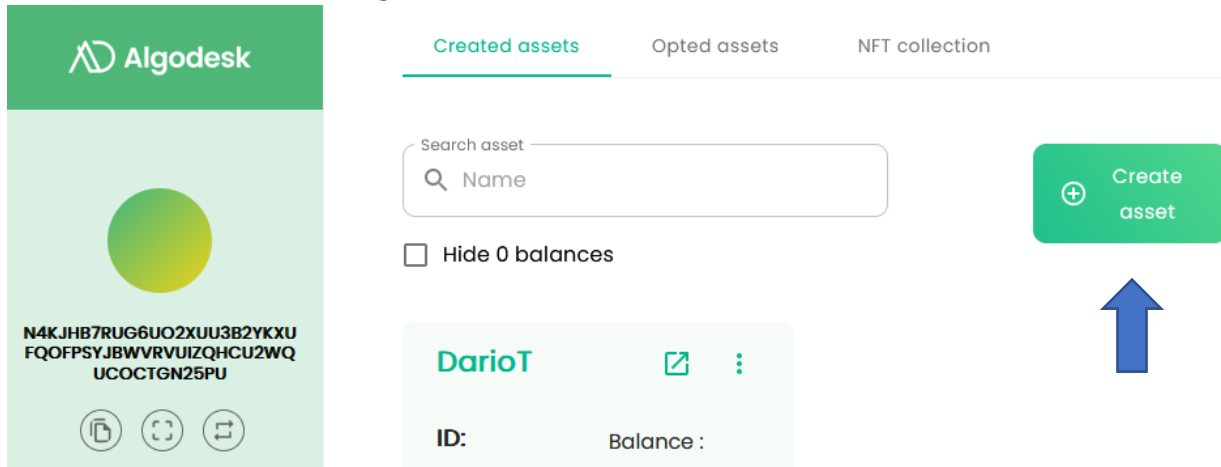 Algodesk
Created assets
Opted assets
NFT collection
Search asset
Name
Create
asset
Hide 0 balances
N4KJHB7RUG6UO2XUU3B2YKXU
FQOFPSYJBWVRVUIZQHCU2WQ
UCOCTGN25PU
DarioT
ID:
Balance :